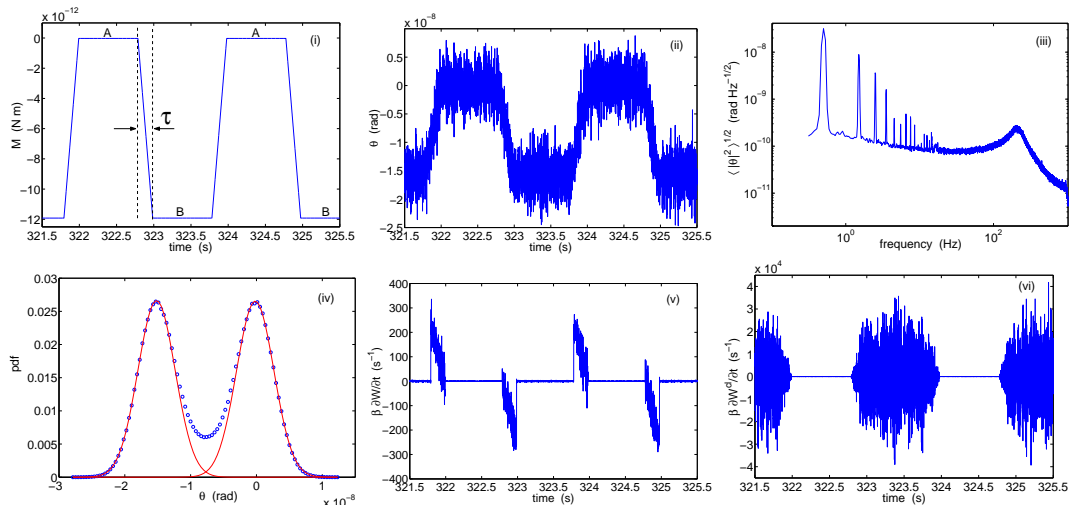 x 10⁻¹²
(i)
A
A
τ
B
B
M (N m)
0
−2
−4
−6
−8
−10
−12
321.5 322 322.5 323 323.5 324 324.5 325 325.5
time (s)
x 10⁻⁸
(ii)
θ (rad)
1
0.5
0
−0.5
−1
−1.5
−2
−2.5
321.5 322 322.5 323 323.5 324 324.5 325 325.5
time (s)
(iii)
⟨ |θ|² ⟩^1/2 (rad Hz^-1/2)
10⁻⁸
10⁻⁹
10⁻¹⁰
10⁻¹¹
10⁰ 10²
frequency (Hz)
(iv)
pdf
0.03
0.025
0.02
0.015
0.01
0.005
0
−3 −2 −1 0 1
θ (rad)
x 10⁻⁸
(v)
β ∂W/∂t (s⁻¹)
400
300
200
100
0
−100
−200
−300
−400
321.5 322 322.5 323 323.5 324 324.5 325 325.5
time (s)
x 10⁴
(vi)
β ∂W^d/∂t (s⁻¹)
4
3
2
1
0
−1
−2
−3
−4
321.5 322 322.5 323 323.5 324 324.5 325 325.5
time (s)